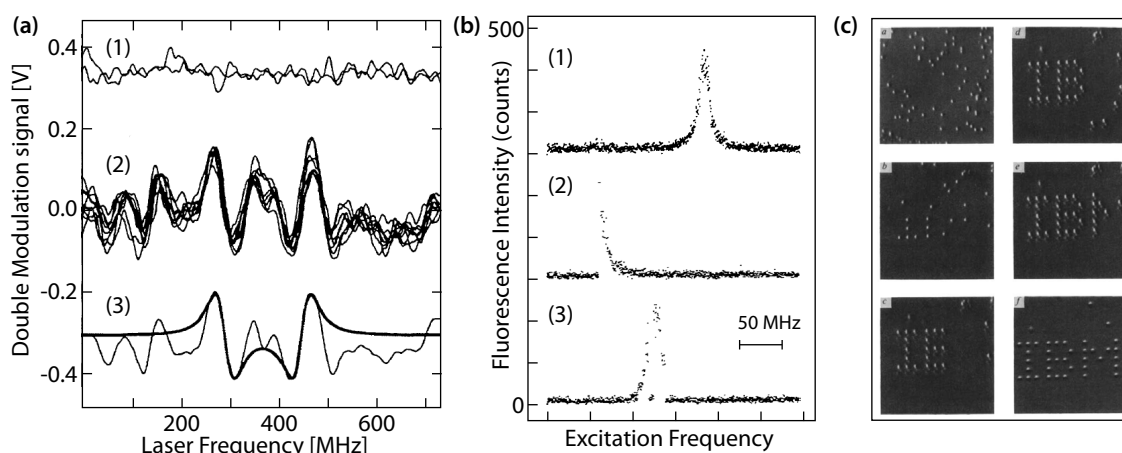 (a)
Double Modulation signal [V]
0.4
0.2
0.0
-0.2
-0.4
(1)
(2)
(3)
200
400
600
Laser Frequency [MHz]
(b)
Fluorescence Intensity (counts)
500
0
(1)
(2)
(3)
50 MHz
Excitation Frequency
(c)
a
d
b
e
c
f